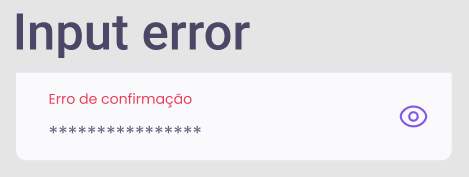 Input error
Erro de confirmação
****************